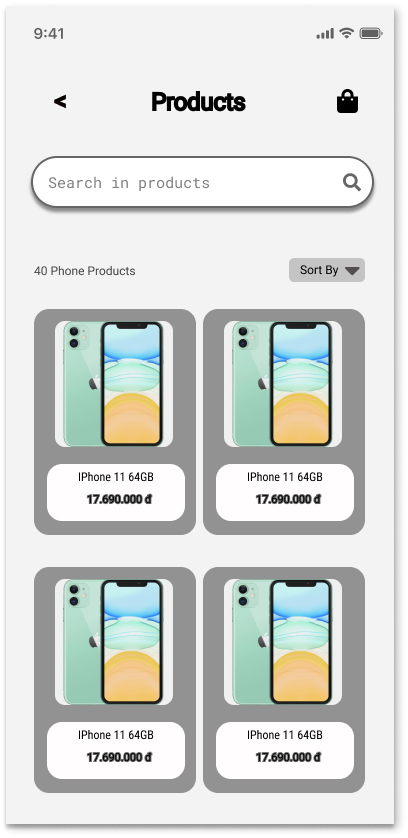 9:41
< Products
Search in products
40 Phone Products Sort By
IPhone 11 64GB
17.690.000 đ
IPhone 11 64GB
17.690.000 đ
IPhone 11 64GB
17.690.000 đ
IPhone 11 64GB
17.690.000 đ